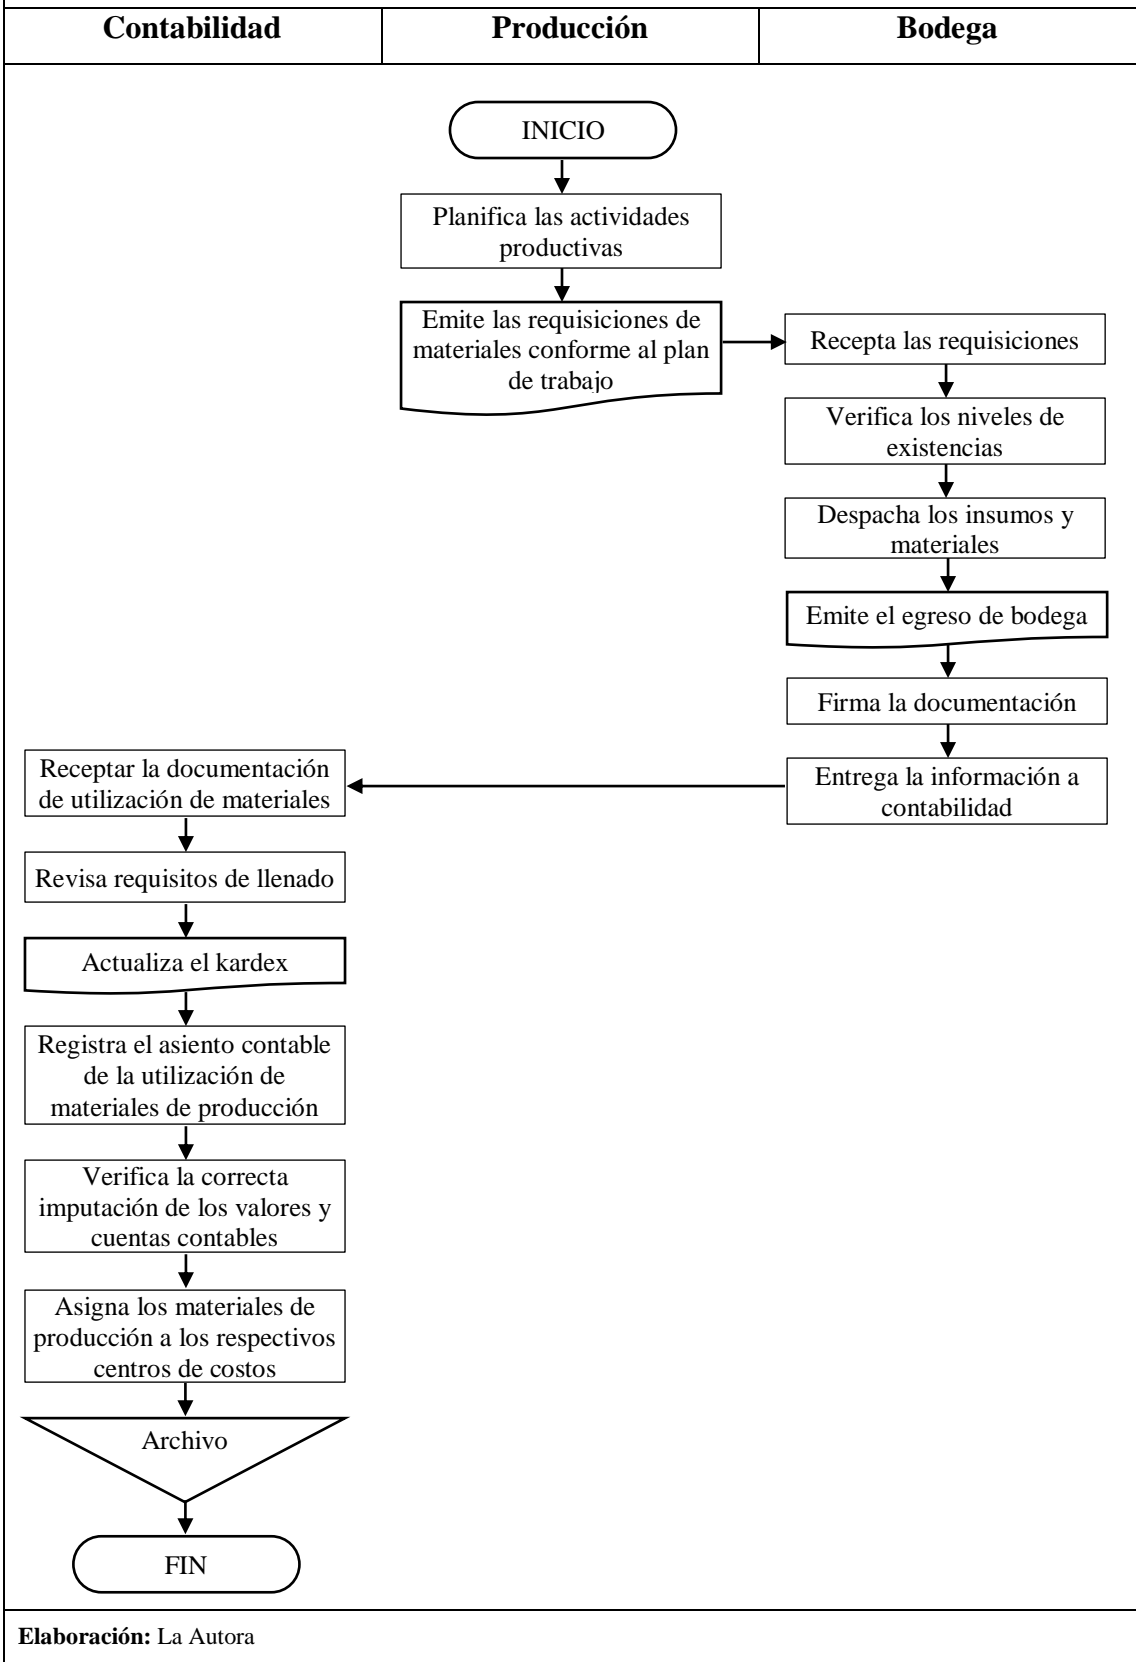 Contabilidad
Producción
Bodega
INICIO
Planifica las actividades
productivas
Emite las requisiciones de
materiales conforme al plan
de trabajo
Recepta las requisiciones
Verifica los niveles de
existencias
Despacha los insumos y
materiales
Emite el egreso de bodega
Firma la documentación
Entrega la información a
contabilidad
Receptar la documentación
de utilización de materiales
Revisa requisitos de llenado
Actualiza el kardex
Registra el asiento contable
de la utilización de
materiales de producción
Verifica la correcta
imputación de los valores y
cuentas contables
Asigna los materiales de
producción a los respectivos
centros de costos
Archivo
FIN
Elaboración: La Autora